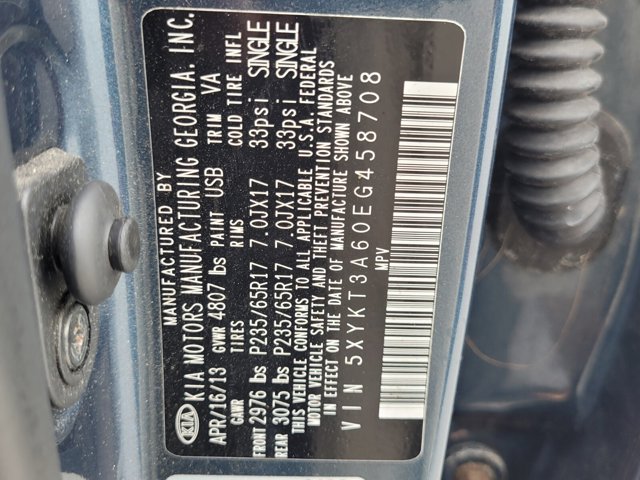 MANUFACTURED BY
KIA KIA MOTORS MANUFACTURING GEORGIA. INC.
APR/16/13 GVWR 4807 lbs PAINT USB TRIM VA
GAWR TIRES RIMS COLD TIRE INFL
FRONT 2976 lbs P235/65R17 7.0JX17 33psi SINGLE
REAR 3075 lbs P235/65R17 7.0JX17 33psi SINGLE
THIS VEHICLE CONFORMS TO ALL APPLICABLE U.S.A. FEDERAL
MOTOR VEHICLE SAFETY AND THEFT PREVENTION STANDARDS
IN EFFECT ON THE DATE OF MANUFACTURE SHOWN ABOVE
VIN 5XYKT3A60EG458708
MPV